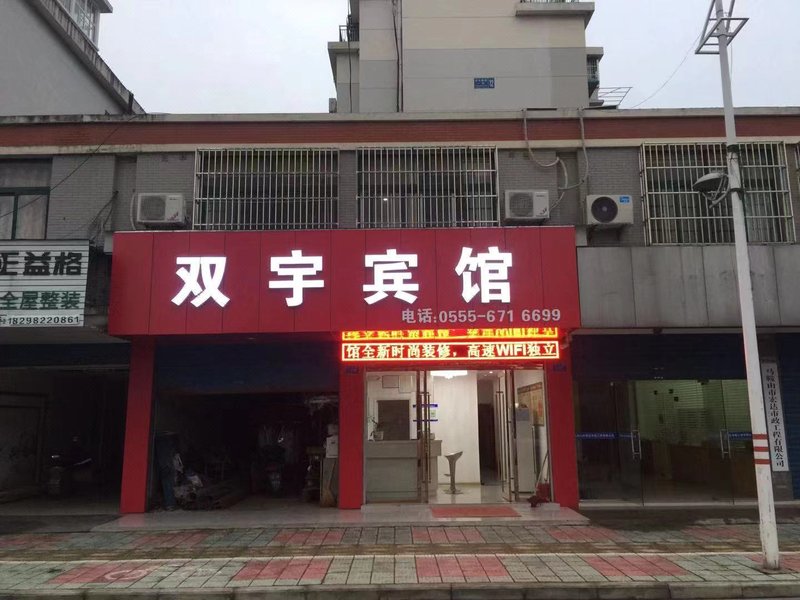 双宇宾馆
电话:0555-671 6699
馆全新时尚装修，高速WIFI独立
正益格
全屋整装
18298220861
马鞍山市宏达市政工程有限公司